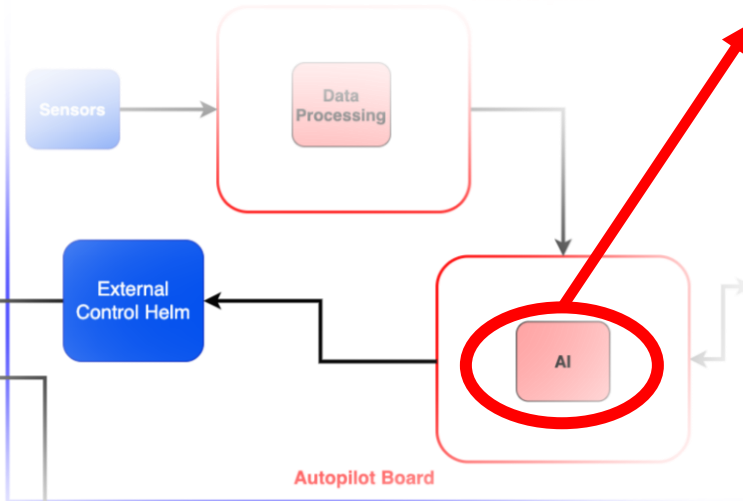 Sensors
Data
Processing
External
Control Helm
AI
Autopilot Board